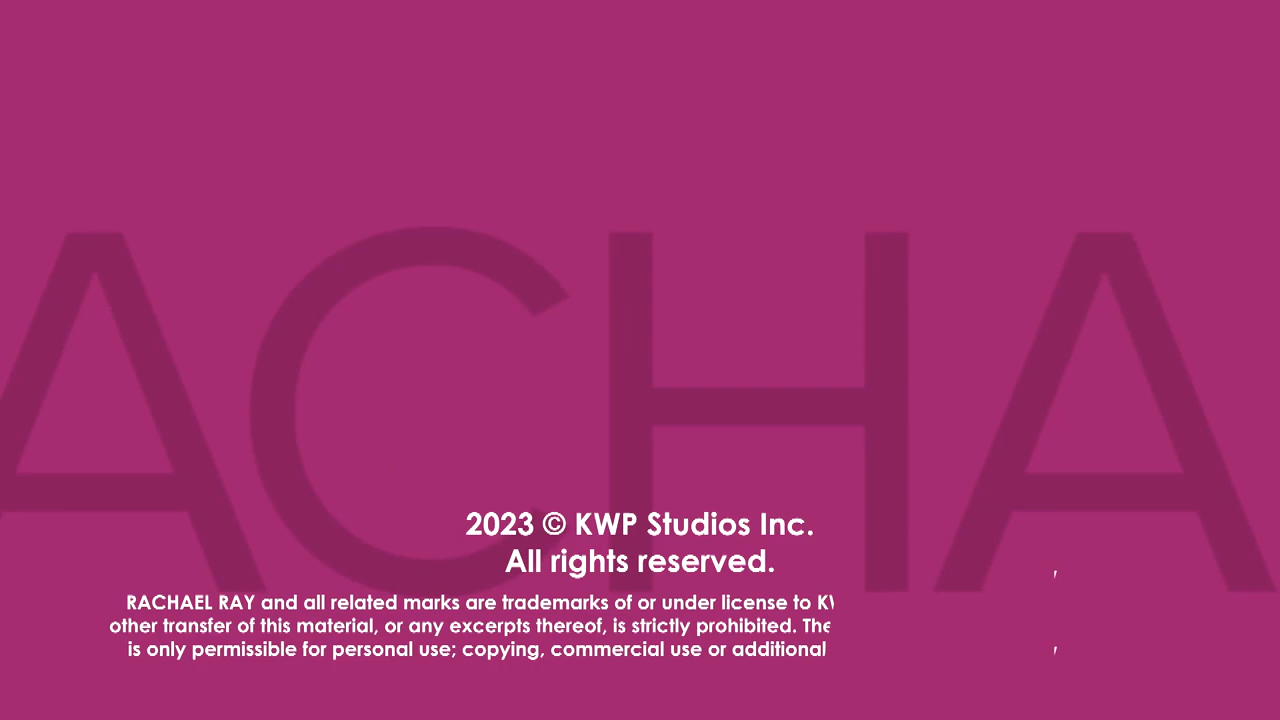 ACHA
2023 © KWP Studios Inc.
All rights reserved.
RACHAEL RAY and all related marks are trademarks of or under license to
other transfer of this material, or any excerpts thereof, is strictly prohibited.
is only permissible for personal use; copying, commercial use or additional